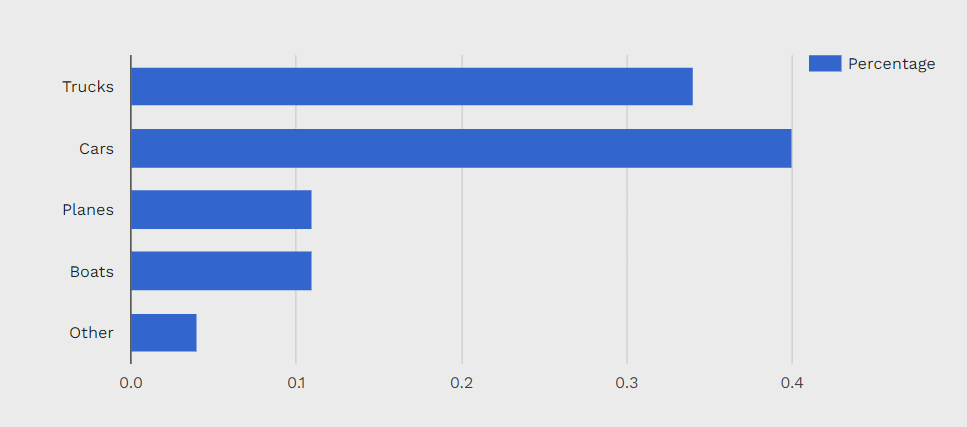 Percentage
Trucks
Cars
Planes
Boats
Other
0.0 0.1 0.2 0.3 0.4